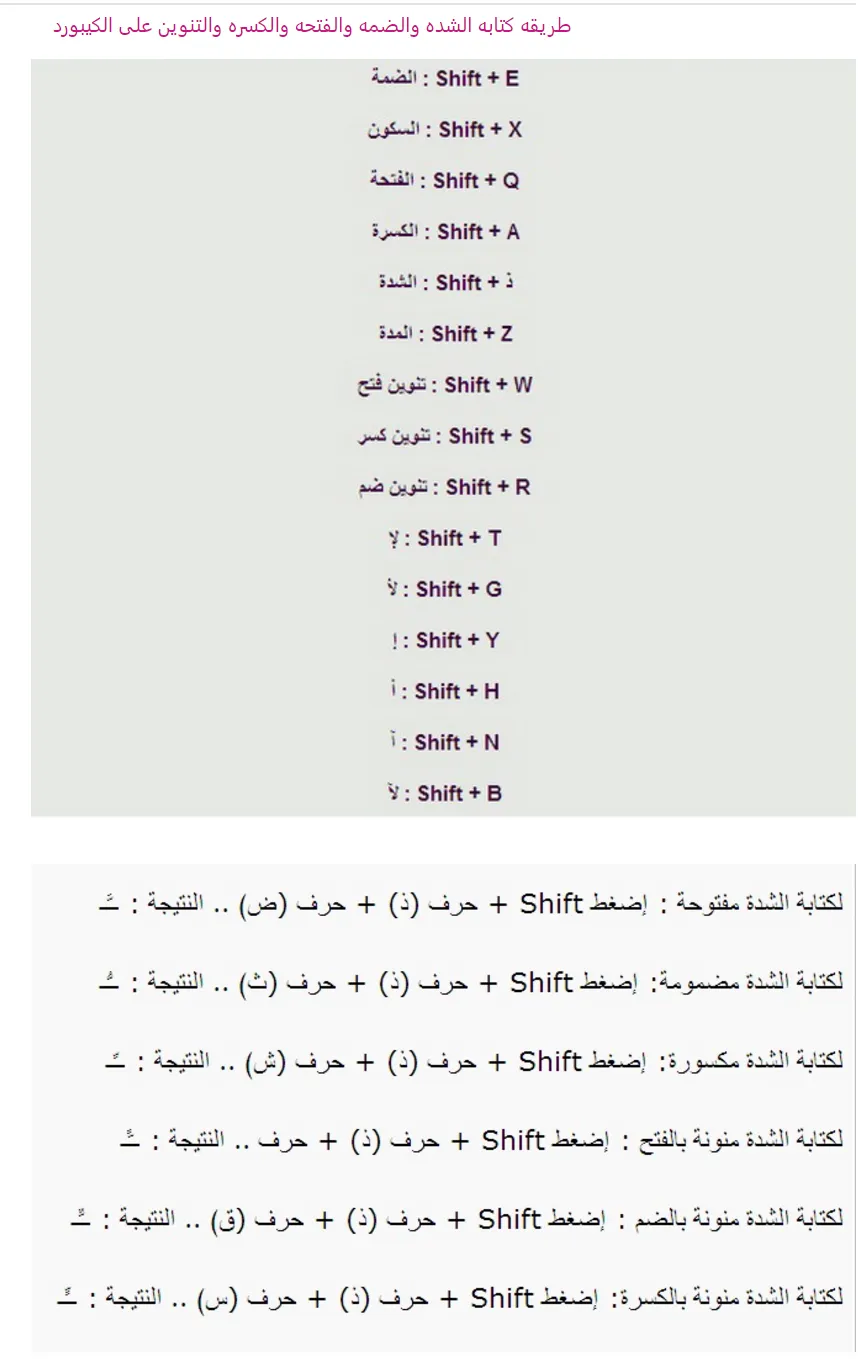 طريقه كتابه الشده والضمه والفتحه والكسره والتنوين على الكيبورد
Shift + E : الضمة
Shift + X : السكون
Shift + Q : الفتحة
Shift + A : الكسرة
Shift + ذ : الشدة
Shift + Z : المدة
Shift + W : تنوين فتح
Shift + S : تنوين كسر
Shift + R : تنوين ضم
Shift + T : لإ
Shift + G : لأ
Shift + Y : إ
Shift + H : أ
Shift + N : آ
Shift + B : لآ
لكتابة الشدة مفتوحة : إضغط Shift + حرف (ذ) + حرف (ض) .. النتيجة : ـَّ
لكتابة الشدة مضمومة: إضغط Shift + حرف (ذ) + حرف (ث) .. النتيجة : ـُّ
لكتابة الشدة مكسورة: إضغط Shift + حرف (ذ) + حرف (ش) .. النتيجة : ـِّ
لكتابة الشدة منونة بالفتح : إضغط Shift + حرف (ذ) + حرف .. النتيجة : ـًّ
لكتابة الشدة منونة بالضم : إضغط Shift + حرف (ذ) + حرف (ق) .. النتيجة : ـٌّ
لكتابة الشدة منونة بالكسرة: إضغط Shift + حرف (ذ) + حرف (س) .. النتيجة : ـٍّ